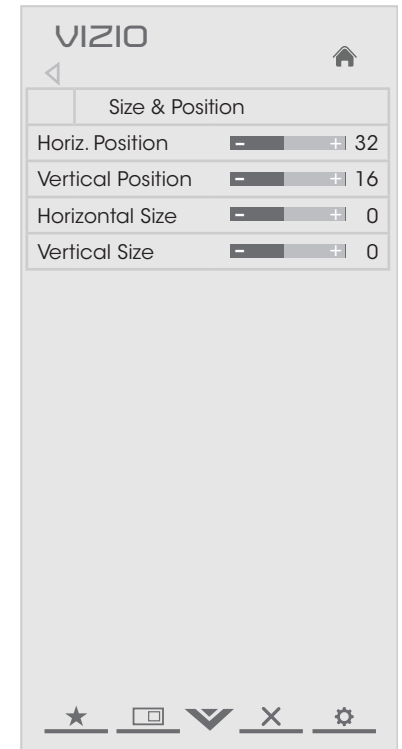 VIZIO
Size & Position
Horiz. Position - + 32
Vertical Position - + 16
Horizontal Size - + 0
Vertical Size - + 0